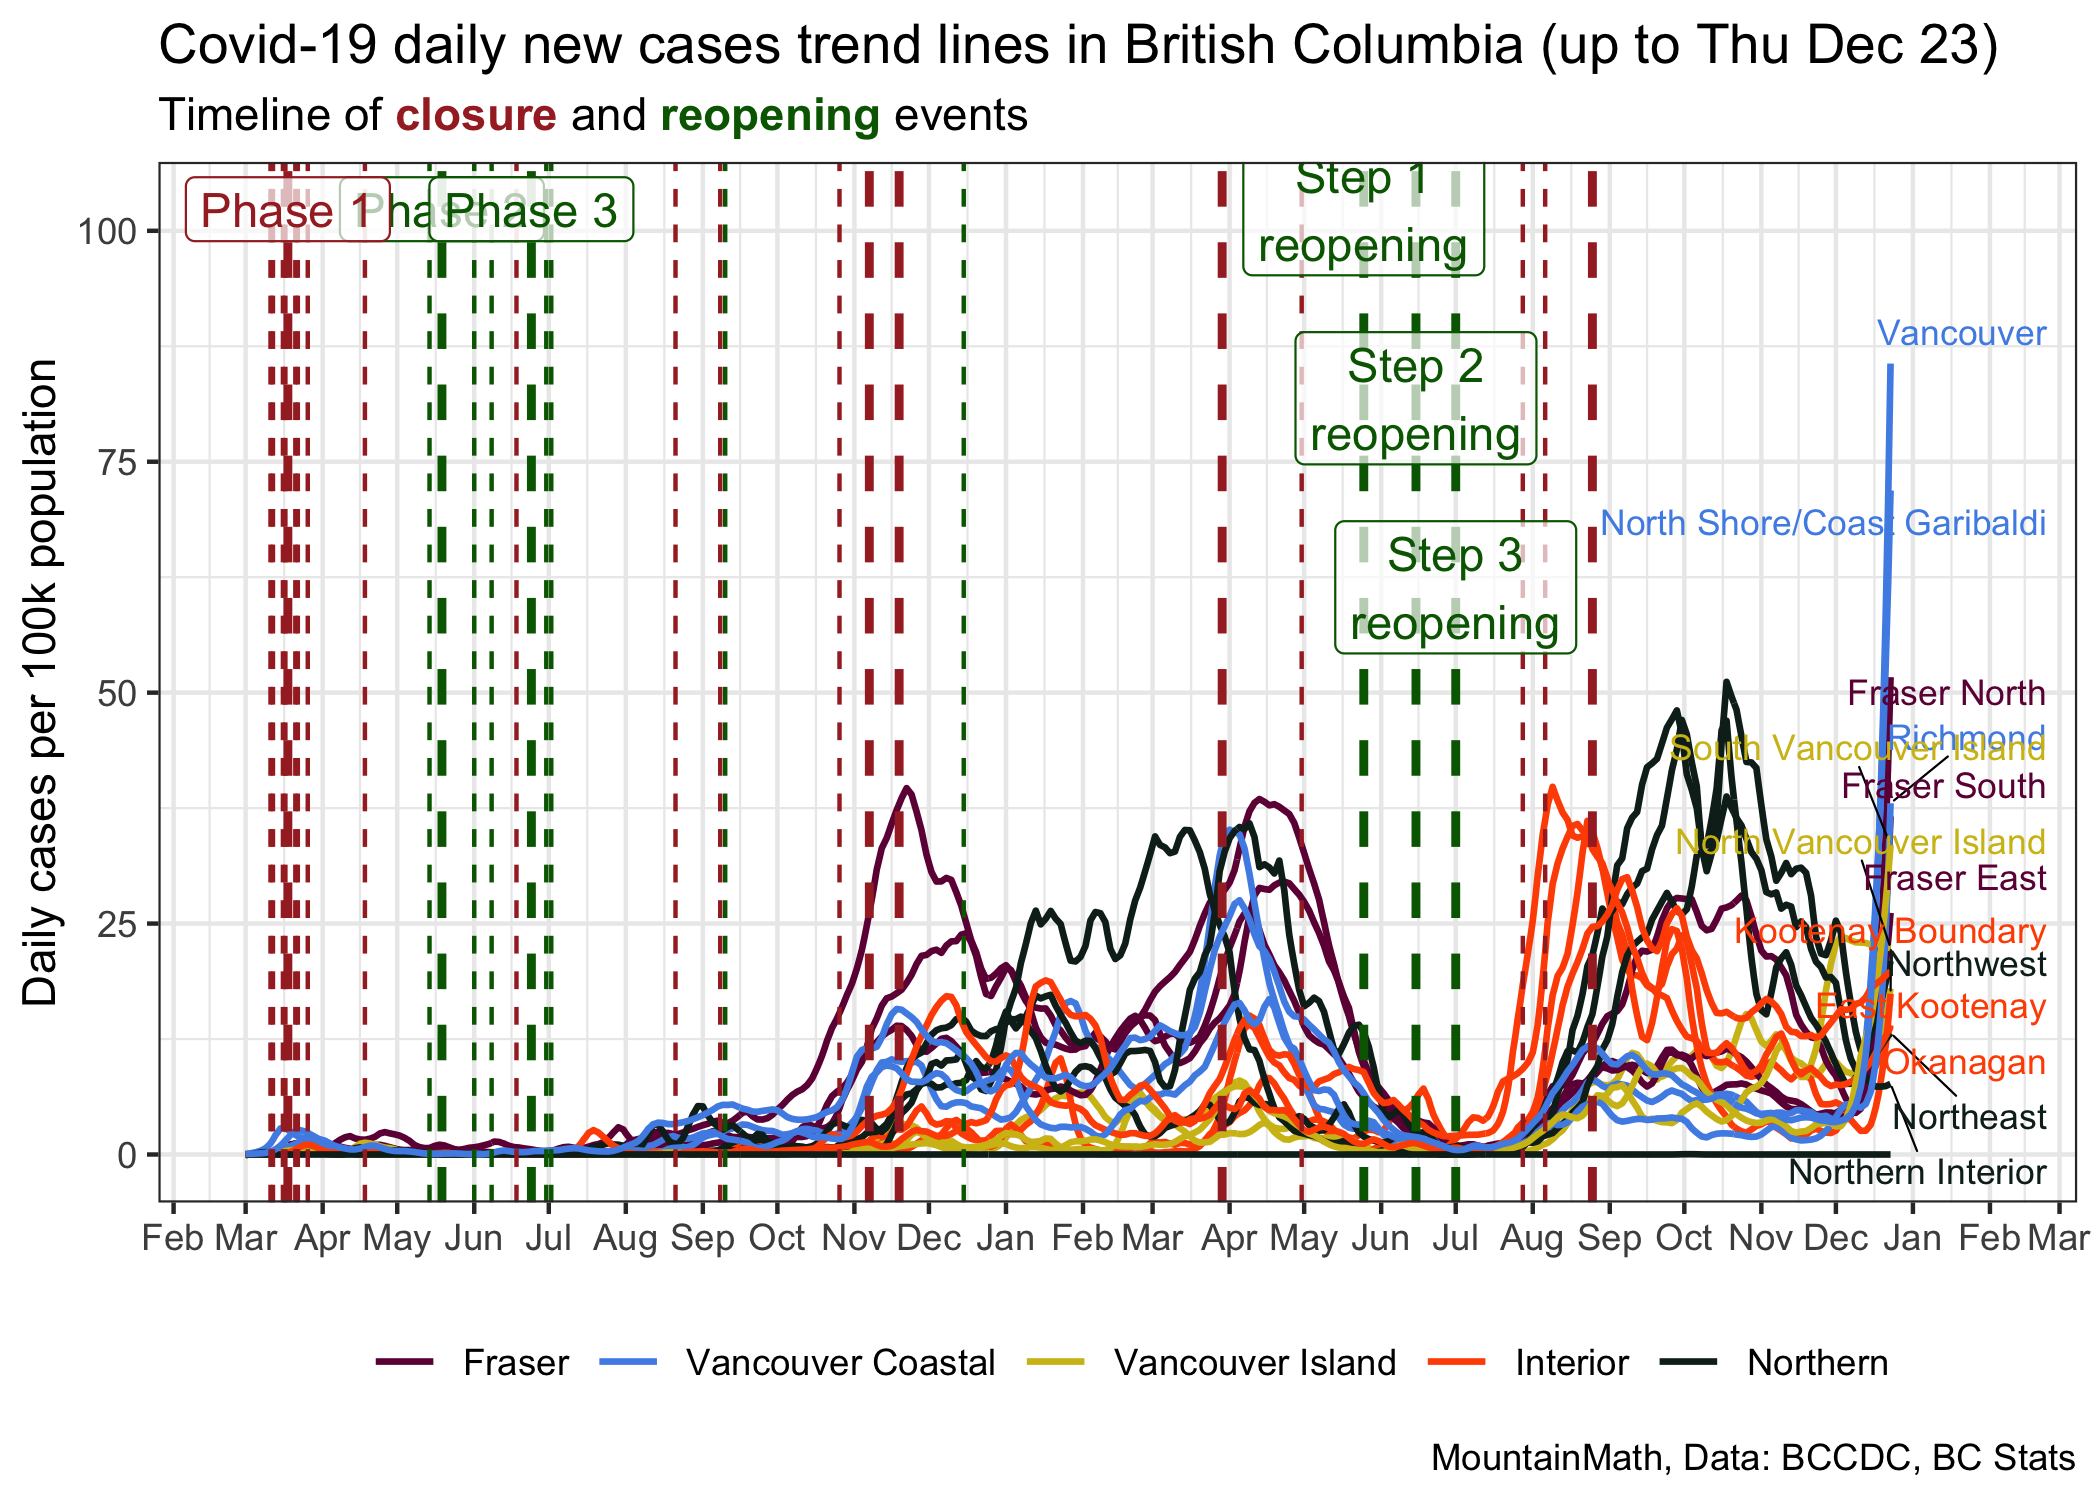 Covid-19 daily new cases trend lines in British Columbia (up to Thu Dec 23)
Timeline of closure and reopening events
Daily cases per 100k population
100
75
50
25
0
Phase 1
Phase 2
Phase 3
Step 1
reopening
Step 2
reopening
Step 3
reopening
Vancouver
North Shore/Coast Garibaldi
Fraser North
Richmond
South Vancouver Island
Fraser South
North Vancouver Island
Fraser East
Kootenay Boundary
Northwest
East Kootenay
Okanagan
Northeast
Northern Interior
Feb Mar Apr May Jun Jul Aug Sep Oct Nov Dec Jan Feb Mar Apr May Jun Jul Aug Sep Oct Nov Dec Jan Feb Mar
Fraser Vancouver Coastal Vancouver Island Interior Northern
MountainMath, Data: BCCDC, BC Stats